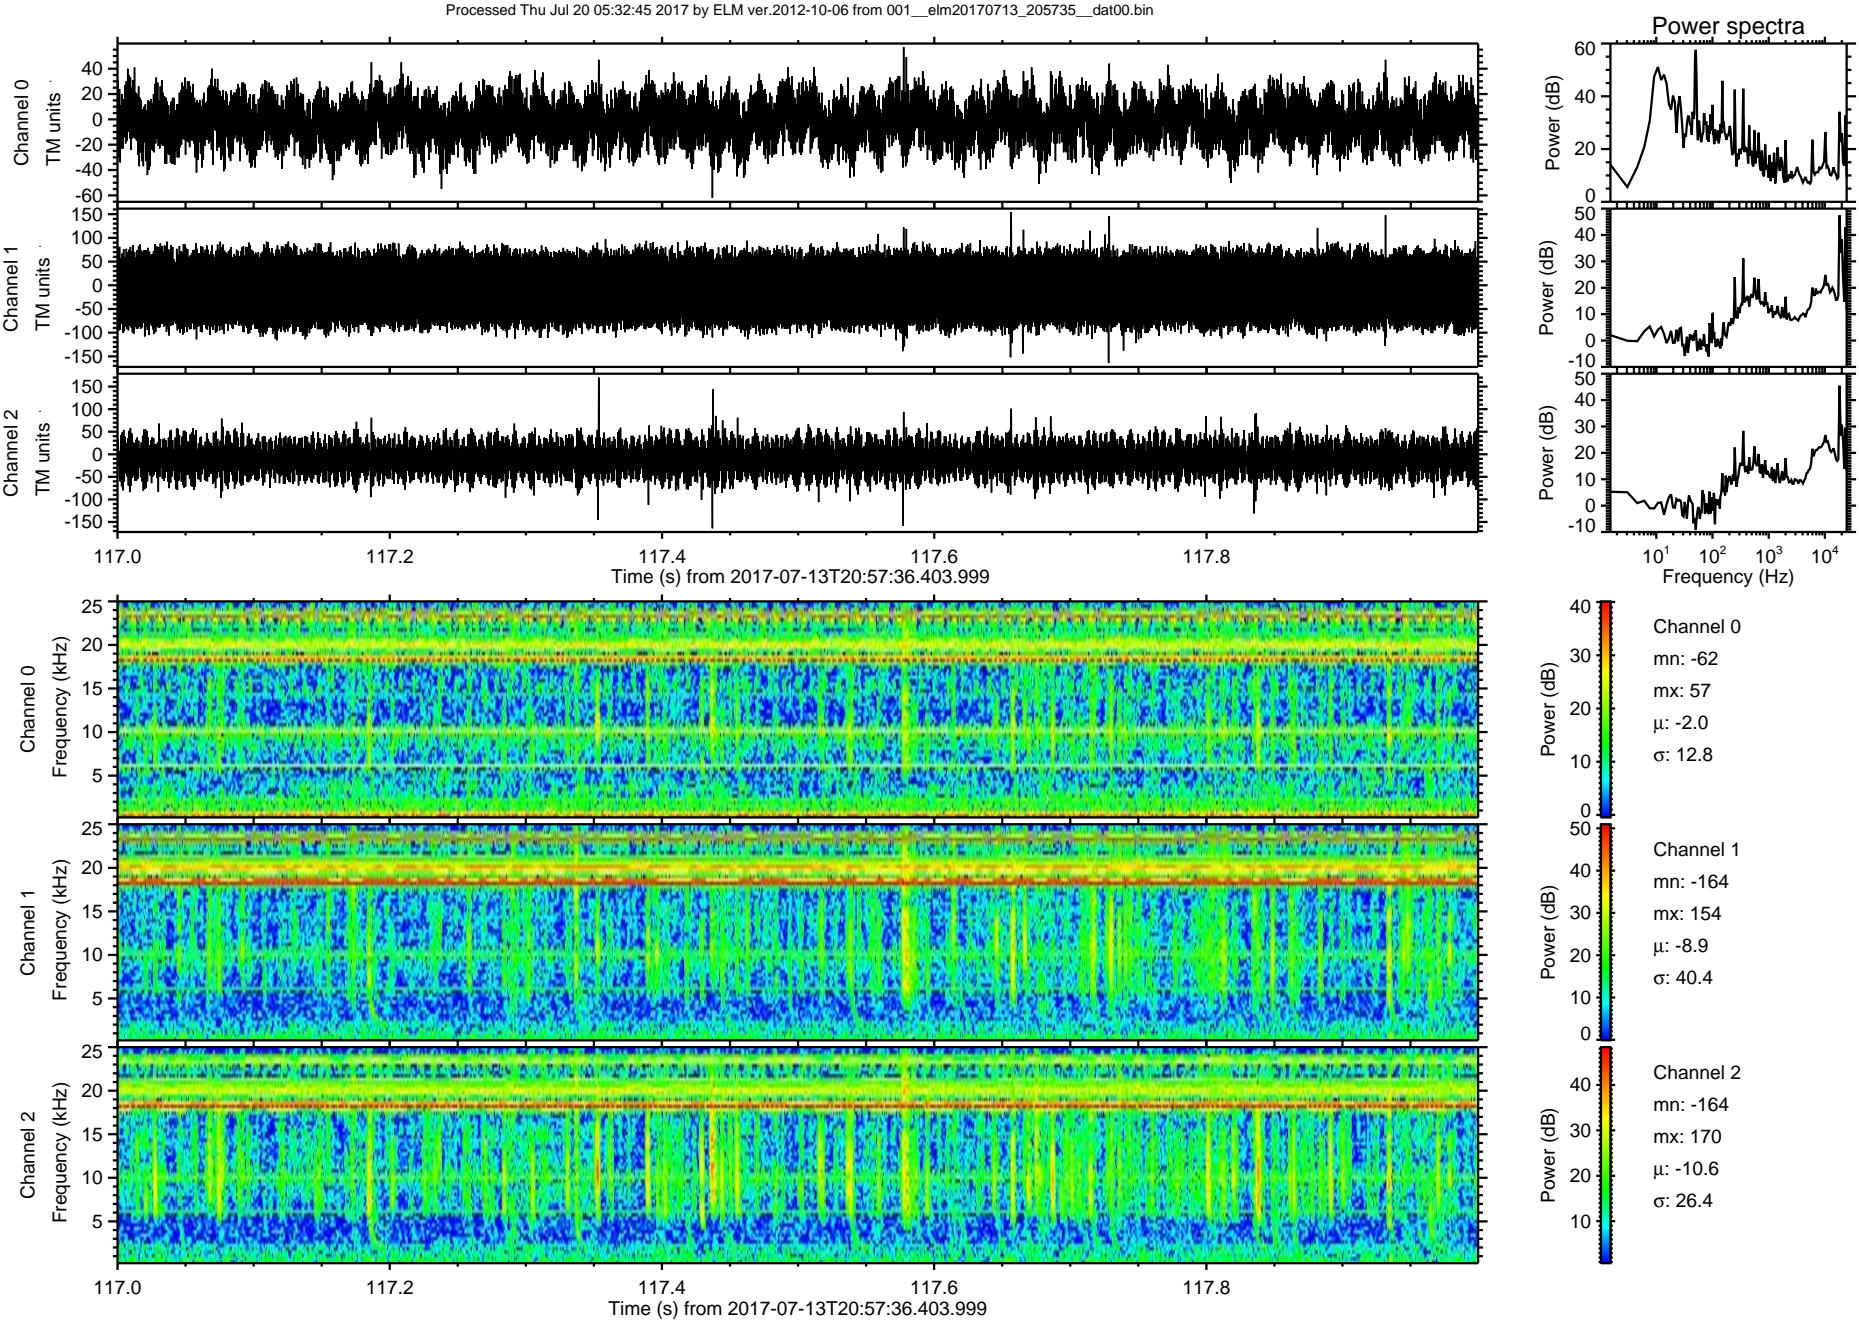 Processed Thu Jul 20 05:32:45 2017 by ELM ver.2012-10-06 from 001__elm20170713_205735__dat00.bin
Power spectra
Channel 0
TM units
40
20
0
-20
-40
-60
Power (dB)
60
40
20
0
Channel 1
TM units
150
100
50
0
-50
-100
-150
Power (dB)
50
40
30
20
10
0
-10
Channel 2
TM units
150
100
50
0
-50
-100
-150
Power (dB)
50
40
30
20
10
0
-10
117.0 117.2 117.4 117.6 117.8
Time (s) from 2017-07-13T20:57:36.403.999
10¹ 10² 10³ 10⁴
Frequency (Hz)
Channel 0
Frequency (kHz)
25
20
15
10
5
Power (dB)
40
30
20
10
0
Channel 0
mn: -62
mx: 57
μ: -2.0
σ: 12.8
Channel 1
Frequency (kHz)
25
20
15
10
5
Power (dB)
50
40
30
20
10
0
Channel 1
mn: -164
mx: 154
μ: -8.9
σ: 40.4
Channel 2
Frequency (kHz)
25
20
15
10
5
Power (dB)
40
30
20
10
Channel 2
mn: -164
mx: 170
μ: -10.6
σ: 26.4
117.0 117.2 117.4 117.6 117.8
Time (s) from 2017-07-13T20:57:36.403.999